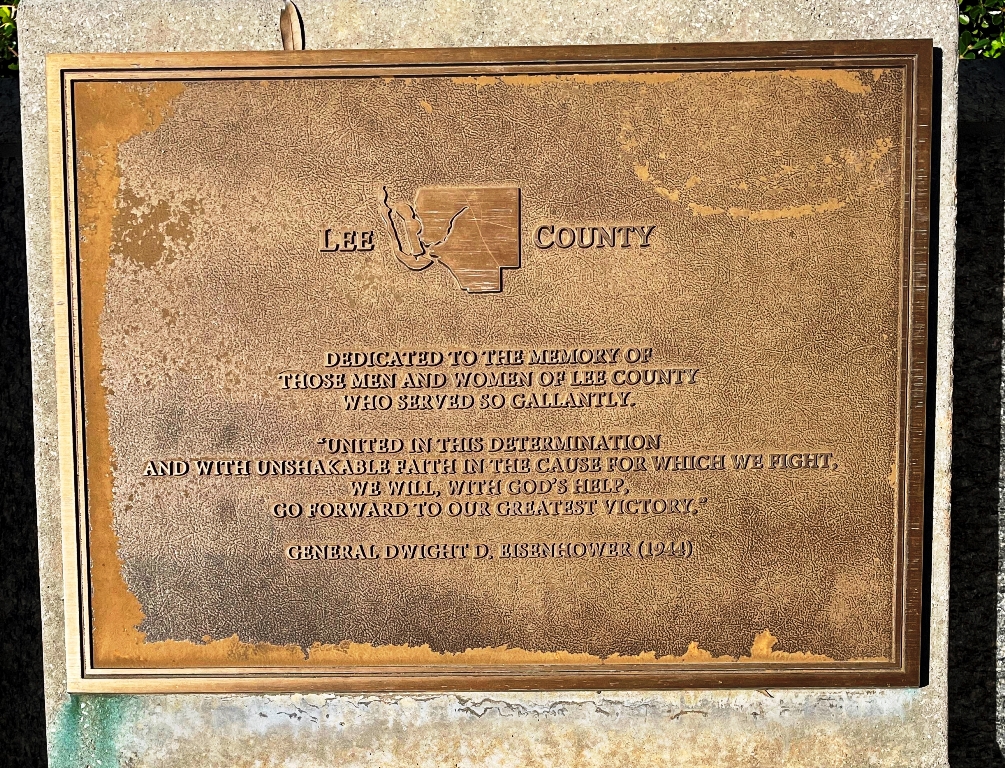 LEE COUNTY
DEDICATED TO THE MEMORY OF
THOSE MEN AND WOMEN OF LEE COUNTY
WHO SERVED SO GALLANTLY.
"UNITED IN THIS DETERMINATION
AND WITH UNSHAKABLE FAITH IN THE CAUSE FOR WHICH WE FIGHT,
WE WILL, WITH GOD'S HELP,
GO FORWARD TO OUR GREATEST VICTORY."
GENERAL DWIGHT D. EISENHOWER (1944)